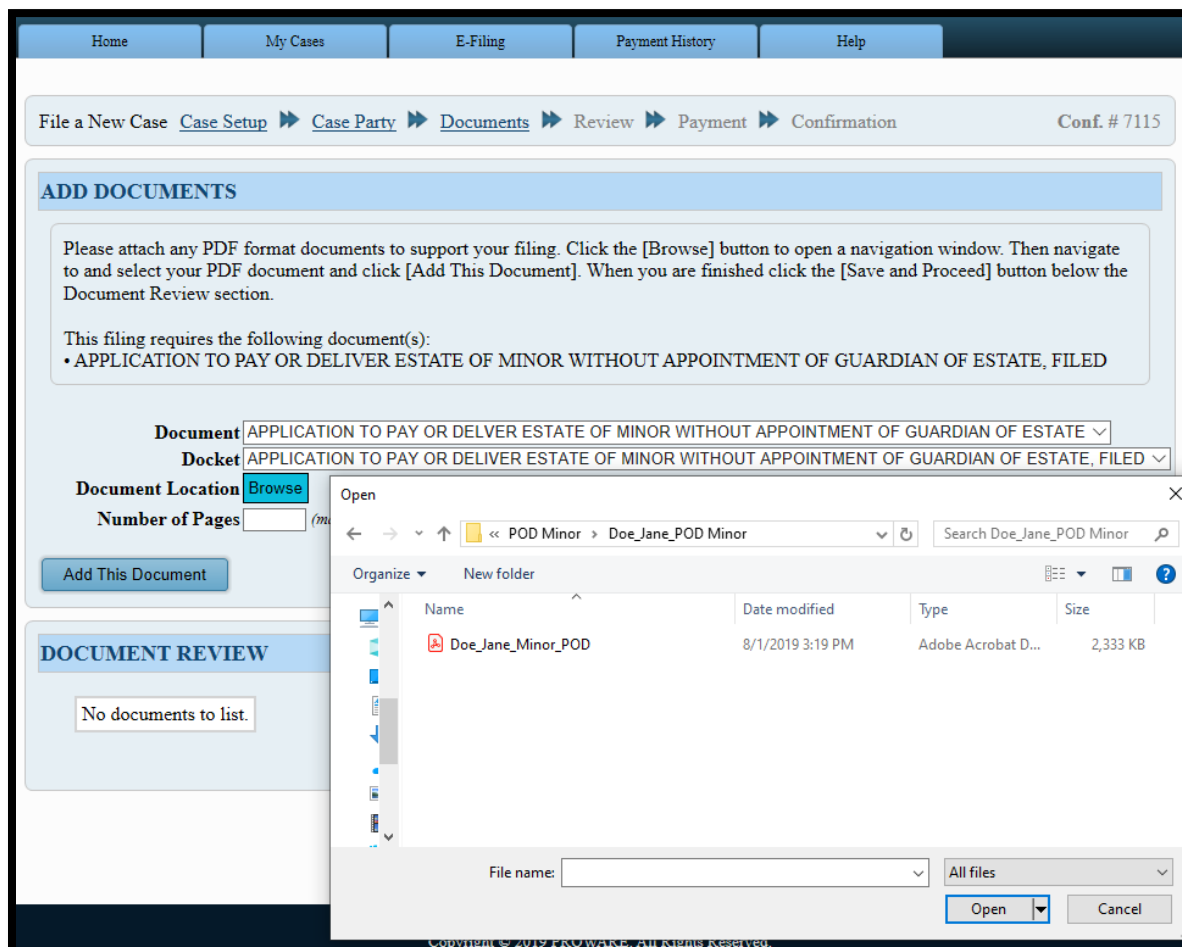 Home My Cases E-Filing Payment History Help
File a New Case Case Setup Case Party Documents Review Payment Confirmation Conf. # 7115
ADD DOCUMENTS
Please attach any PDF format documents to support your filing. Click the [Browse] button to open a navigation window. Then navigate
to and select your PDF document and click [Add This Document]. When you are finished click the [Save and Proceed] button below the
Document Review section.
This filing requires the following document(s):
• APPLICATION TO PAY OR DELIVER ESTATE OF MINOR WITHOUT APPOINTMENT OF GUARDIAN OF ESTATE, FILED
Document APPLICATION TO PAY OR DELVER ESTATE OF MINOR WITHOUT APPOINTMENT OF GUARDIAN OF ESTATE
Docket APPLICATION TO PAY OR DELIVER ESTATE OF MINOR WITHOUT APPOINTMENT OF GUARDIAN OF ESTATE, FILED
Document Location Browse
Number of Pages
Add This Document
DOCUMENT REVIEW
No documents to list.
Open
« POD Minor > Doe_Jane_POD Minor Search Doe_Jane_POD Minor
Organize New folder
Name Date modified Type Size
Doe_Jane_Minor_POD 8/1/2019 3:19 PM Adobe Acrobat D... 2,333 KB
File name: All files
Open Cancel
Copyright © 2019 PROWARE. All Rights Reserved.